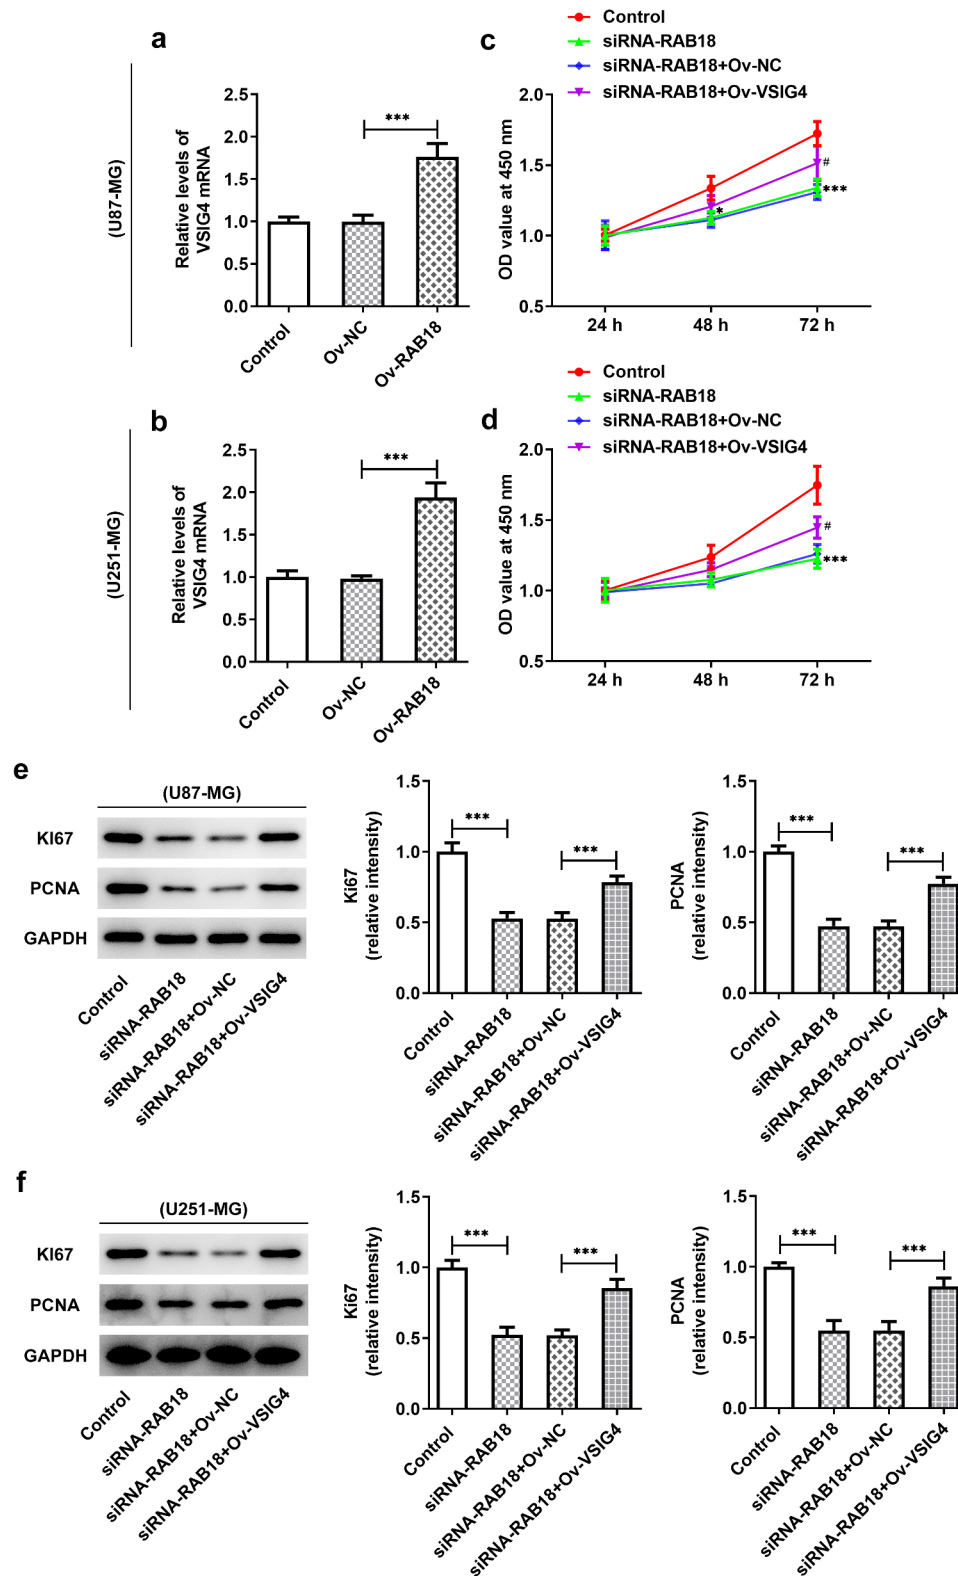 a
(U87-MG)
Relative levels of
VSIG4 mRNA
2.5
2.0
1.5
1.0
0.5
0.0
***
Control
Ov-NC
Ov-RAB18
c
Control
siRNA-RAB18
siRNA-RAB18+Ov-NC
siRNA-RAB18+Ov-VSIG4
OD value at 450 nm
2.0
1.5
1.0
0.5
*
#
***
24 h
48 h
72 h
b
(U251-MG)
Relative levels of
VSIG4 mRNA
2.5
2.0
1.5
1.0
0.5
0.0
***
Control
Ov-NC
Ov-RAB18
d
Control
siRNA-RAB18
siRNA-RAB18+Ov-NC
siRNA-RAB18+Ov-VSIG4
OD value at 450 nm
2.0
1.5
1.0
0.5
#
***
24 h
48 h
72 h
e
(U87-MG)
KI67
PCNA
GAPDH
Control
siRNA-RAB18
siRNA-RAB18+Ov-NC
siRNA-RAB18+Ov-VSIG4
Ki67
(relative intensity)
1.5
1.0
0.5
0.0
***
***
Control
siRNA-RAB18
siRNA-RAB18+Ov-NC
siRNA-RAB18+Ov-VSIG4
PCNA
(relative intensity)
1.5
1.0
0.5
0.0
***
***
Control
siRNA-RAB18
siRNA-RAB18+Ov-NC
siRNA-RAB18+Ov-VSIG4
f
(U251-MG)
KI67
PCNA
GAPDH
Control
siRNA-RAB18
siRNA-RAB18+Ov-NC
siRNA-RAB18+Ov-VSIG4
Ki67
(relative intensity)
1.5
1.0
0.5
0.0
***
***
Control
siRNA-RAB18
siRNA-RAB18+Ov-NC
siRNA-RAB18+Ov-VSIG4
PCNA
(relative intensity)
1.5
1.0
0.5
0.0
***
***
Control
siRNA-RAB18
siRNA-RAB18+Ov-NC
siRNA-RAB18+Ov-VSIG4